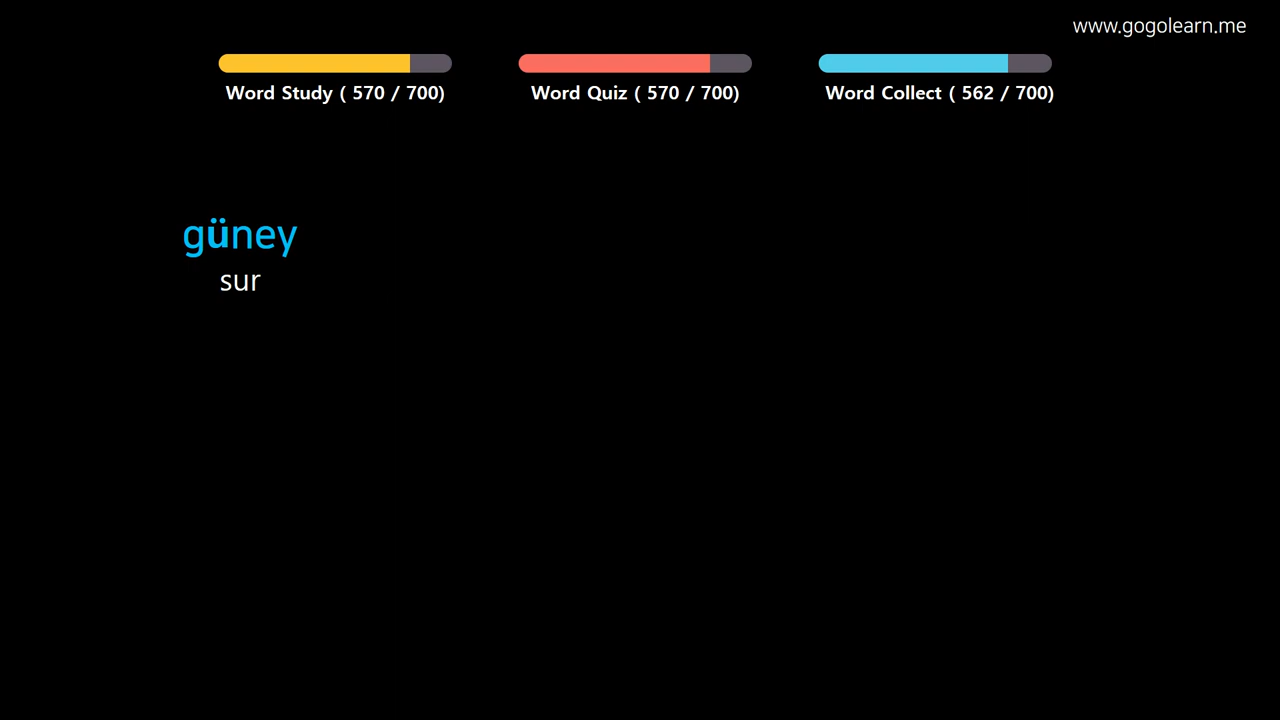 www.gogolearn.me
Word Study ( 570 / 700)
Word Quiz ( 570 / 700)
Word Collect ( 562 / 700)
güney
sur